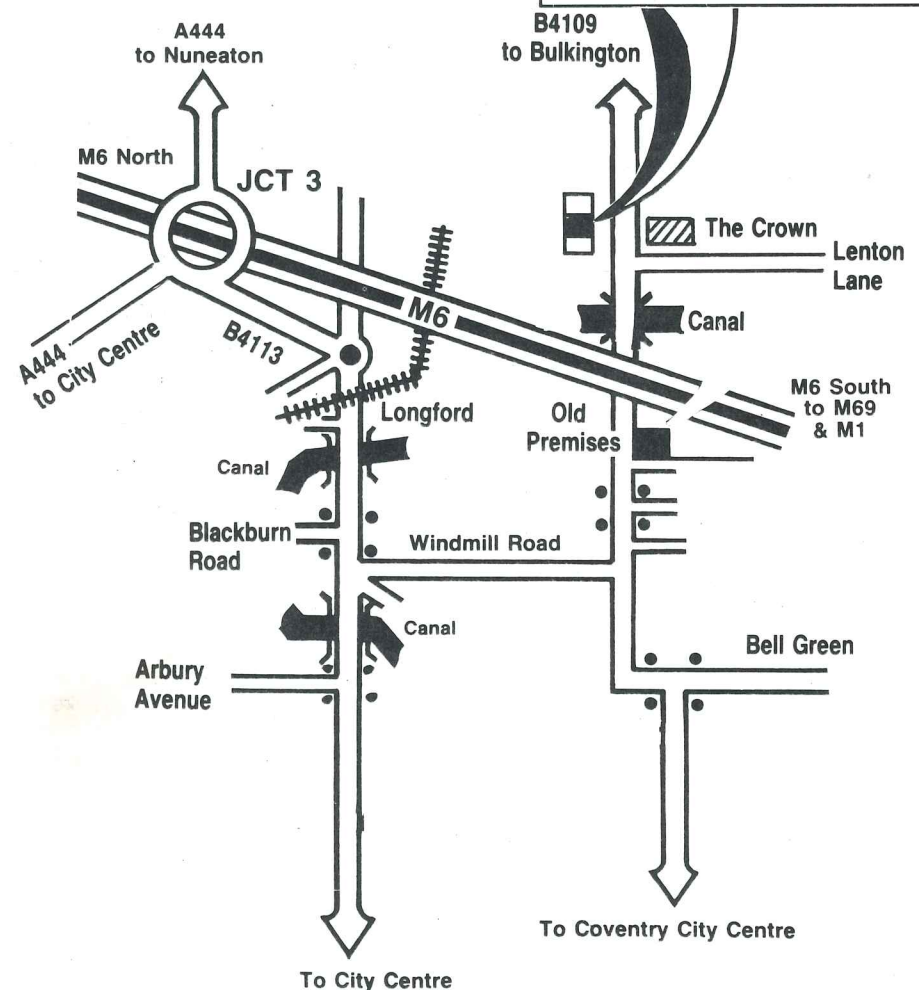 A444
to Nuneaton
B4109
to Bulkington
M6 North
JCT 3
The Crown
Lenton
Lane
Canal
M6
B4113
A444
to City Centre
M6 South
to M69
& M1
Longford
Old
Premises
Canal
Blackburn
Road
Windmill Road
Canal
Bell Green
Arbury
Avenue
To Coventry City Centre
To City Centre